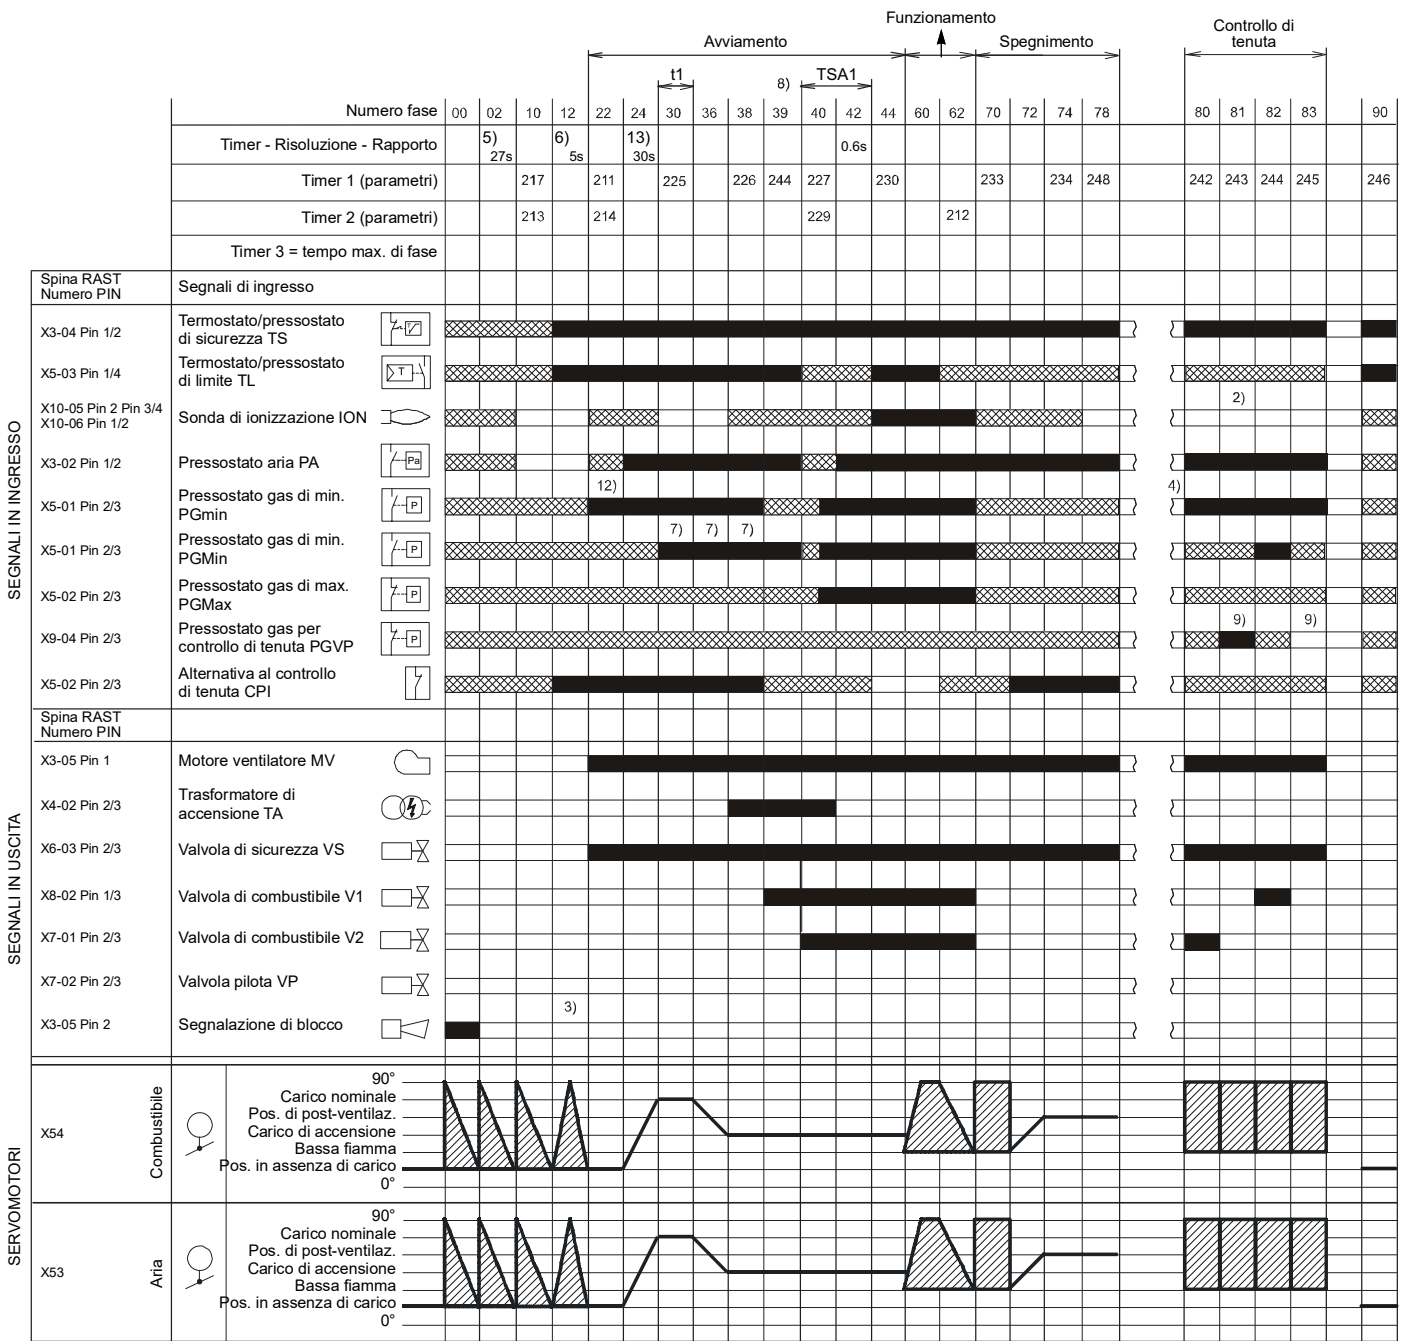 Funzionamento
Avviamento
Spegnimento
Controllo di
tenuta
t1
8)
TSA1
Numero fase 00 02 10 12 22 24 30 36 38 39 40 42 44 60 62 70 72 74 78 80 81 82 83 90
Timer - Risoluzione - Rapporto 5) 27s 6) 5s 13) 30s 0.6s
Timer 1 (parametri) 217 211 225 226 244 227 230 233 234 248 242 243 244 245 246
Timer 2 (parametri) 213 214 229 212
Timer 3 = tempo max. di fase
SEGNALI IN INGRESSO
Spina RAST
Numero PIN
Segnali di ingresso
X3-04 Pin 1/2
Termostato/pressostato
di sicurezza TS
X5-03 Pin 1/4
Termostato/pressostato
di limite TL
T
2)
X10-05 Pin 2 Pin 3/4
X10-06 Pin 1/2
Sonda di ionizzazione ION
X3-02 Pin 1/2
Pressostato aria PA
Pa
12)
4)
X5-01 Pin 2/3
Pressostato gas di min.
PGmin
P
7) 7) 7)
X5-01 Pin 2/3
Pressostato gas di min.
PGMin
P
X5-02 Pin 2/3
Pressostato gas di max.
PGMax
P
9) 9)
X9-04 Pin 2/3
Pressostato gas per
controllo di tenuta PGVP
P
X5-02 Pin 2/3
Alternativa al controllo
di tenuta CPI
SEGNALI IN USCITA
Spina RAST
Numero PIN
X3-05 Pin 1
Motore ventilatore MV
X4-02 Pin 2/3
Trasformatore di
accensione TA
X6-03 Pin 2/3
Valvola di sicurezza VS
X8-02 Pin 1/3
Valvola di combustibile V1
X7-01 Pin 2/3
Valvola di combustibile V2
X7-02 Pin 2/3
Valvola pilota VP
3)
X3-05 Pin 2
Segnalazione di blocco
SERVOMOTORI
X54
Combustibile
90°
Carico nominale
Pos. di post-ventilaz.
Carico di accensione
Bassa fiamma
Pos. in assenza di carico
0°
X53
Aria
90°
Carico nominale
Pos. di post-ventilaz.
Carico di accensione
Bassa fiamma
Pos. in assenza di carico
0°